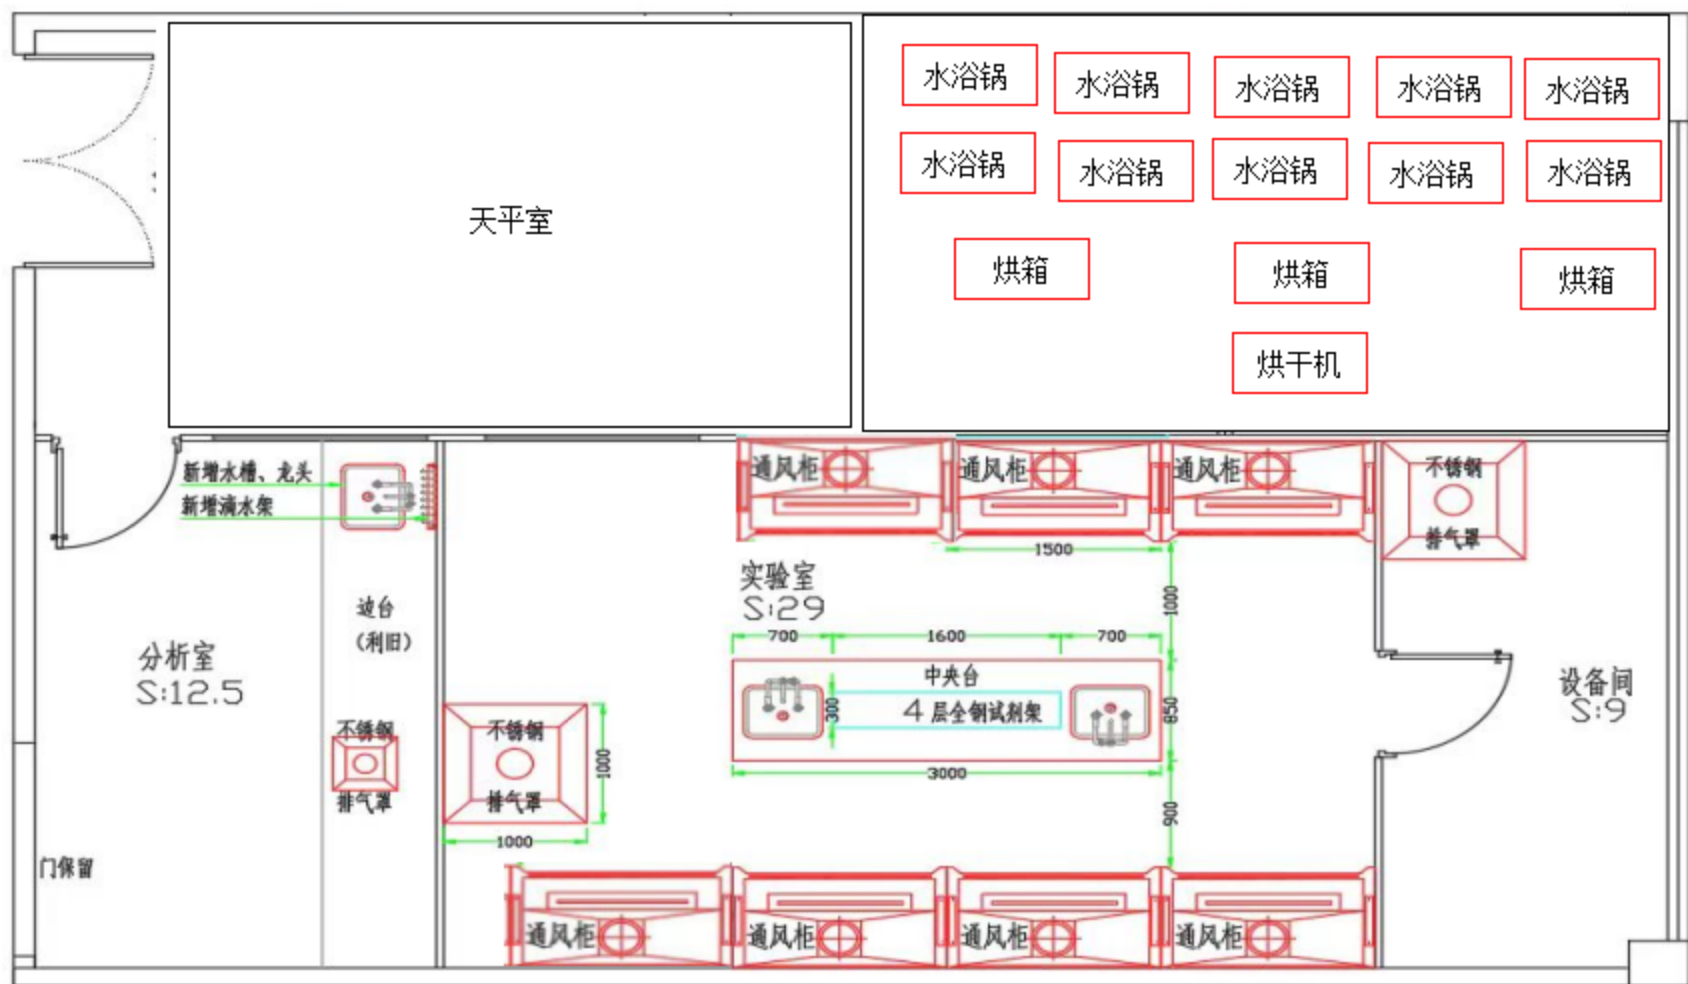 水浴锅
水浴锅
水浴锅
水浴锅
水浴锅
水浴锅
水浴锅
水浴锅
水浴锅
水浴锅
天平室
烘箱
烘箱
烘箱
烘干机
新增水槽、龙头
新增滴水架
通风柜
通风柜
通风柜
不锈钢
排气罩
1500
实验室
S:29
1000
边台
(利旧)
分析室
S:12.5
700
1600
700
中央台
300
4 层全钢试剂架
850
设备间
S:9
不锈钢
排气罩
不锈钢
排气罩
1000
3000
900
1000
门保留
通风柜
通风柜
通风柜
通风柜